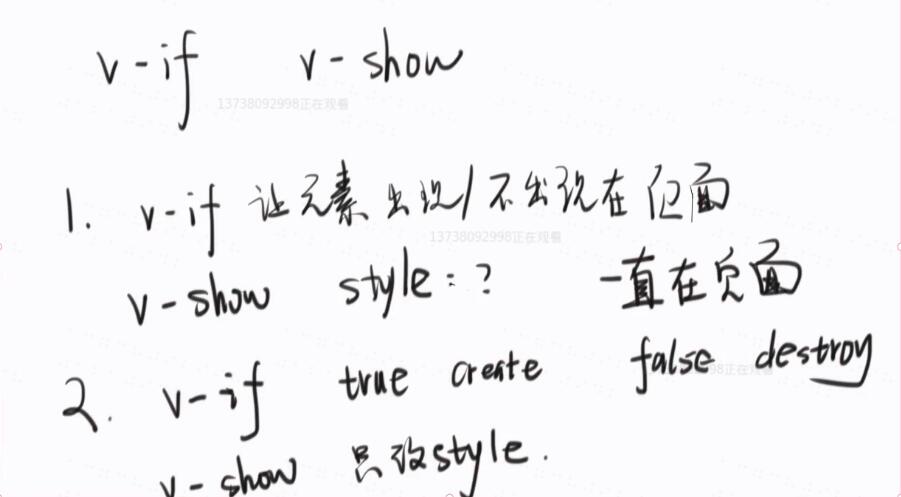 v-if v-show
13738092998正在观看
1. v-if 让元素出现/不出现在页面
13738092998正在观看
v-show style:? 一直在页面
2. v-if true create false destroy
98正在观看
v-show 只改style.